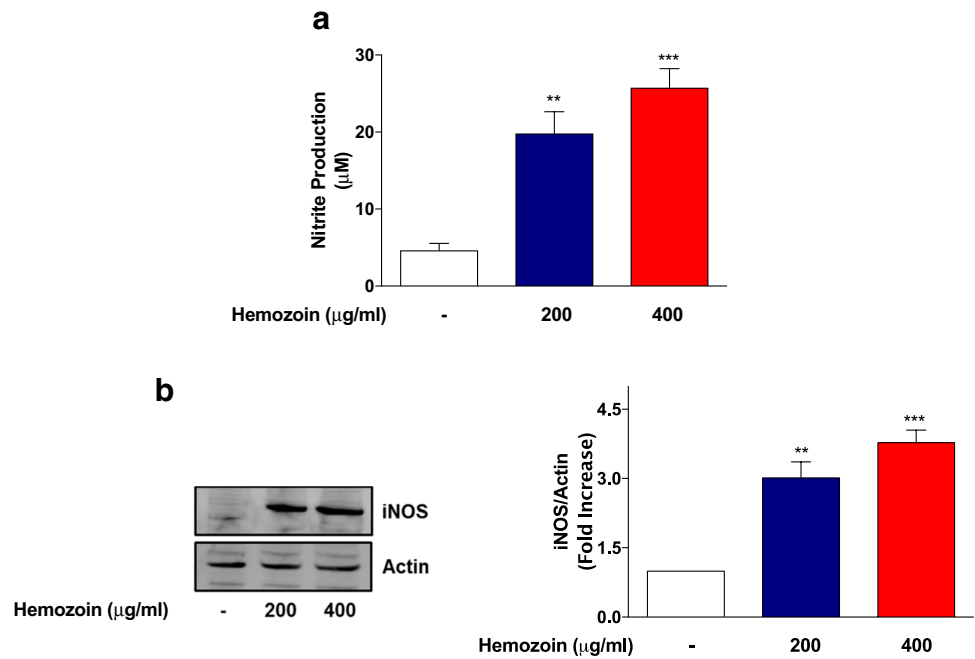 a
Nitrite Production
(μM)
30
20
10
0
**
***
Hemozoin (μg/ml)
- 200 400
b
iNOS
Actin
Hemozoin (μg/ml)
- 200 400
iNOS/Actin
(Fold Increase)
4.5
3.0
1.5
0.0
**
***
Hemozoin (μg/ml)
- 200 400